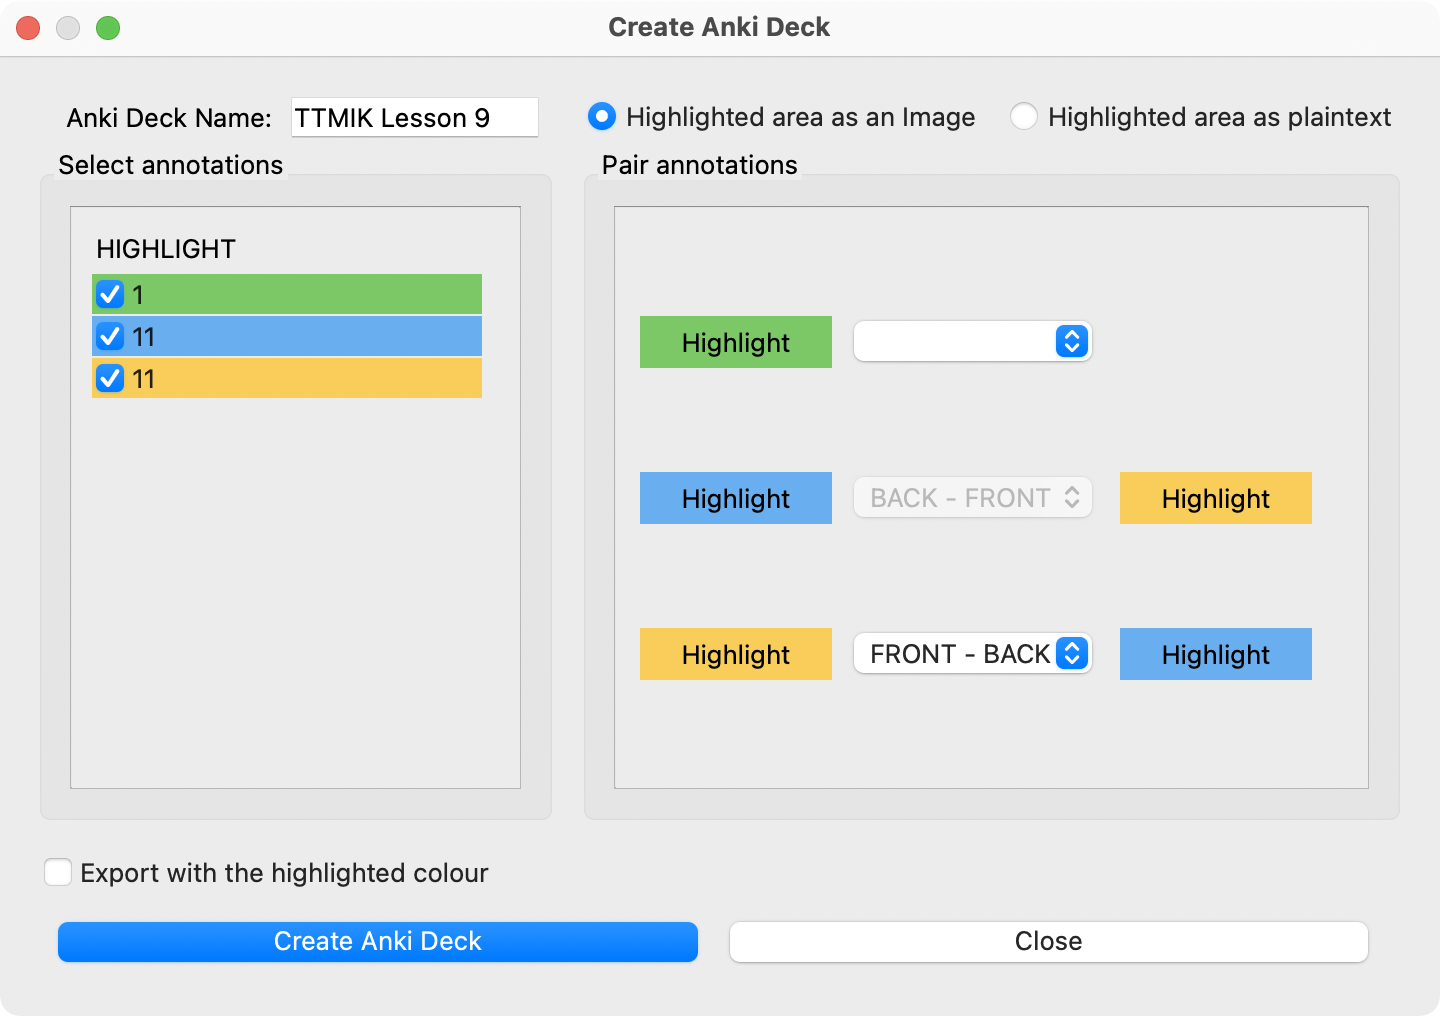 Create Anki Deck
Anki Deck Name: TTMIK Lesson 9
Highlighted area as an Image
Highlighted area as plaintext
Select annotations
HIGHLIGHT
1
11
11
Pair annotations
Highlight
Highlight BACK - FRONT Highlight
Highlight FRONT - BACK Highlight
Export with the highlighted colour
Create Anki Deck
Close